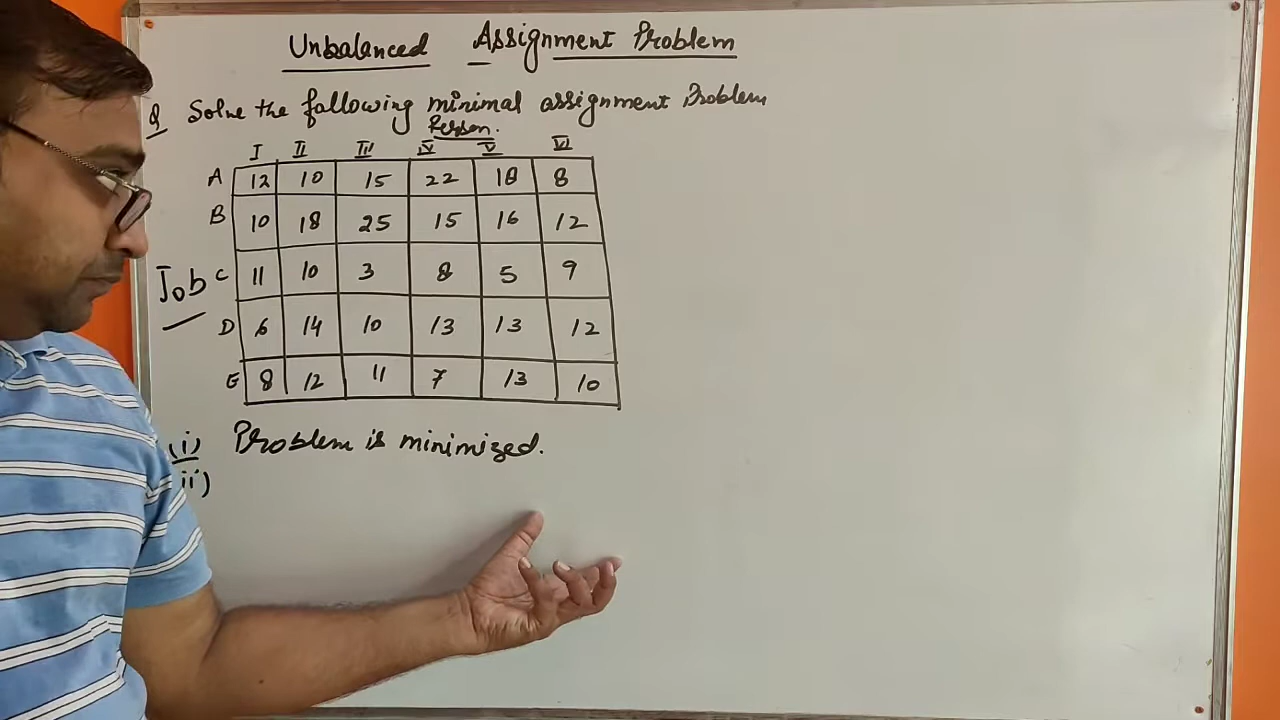 Unbalanced Assignment Problem
Q Solve the following minimal assignment Problem
Person.
I II III IV V VI
A 12 10 15 22 18 8
B 10 18 25 15 16 12
Job C 11 10 3 8 5 9
D 6 14 10 13 13 12
E 8 12 11 7 13 10
(i) Problem is minimized.
ii)